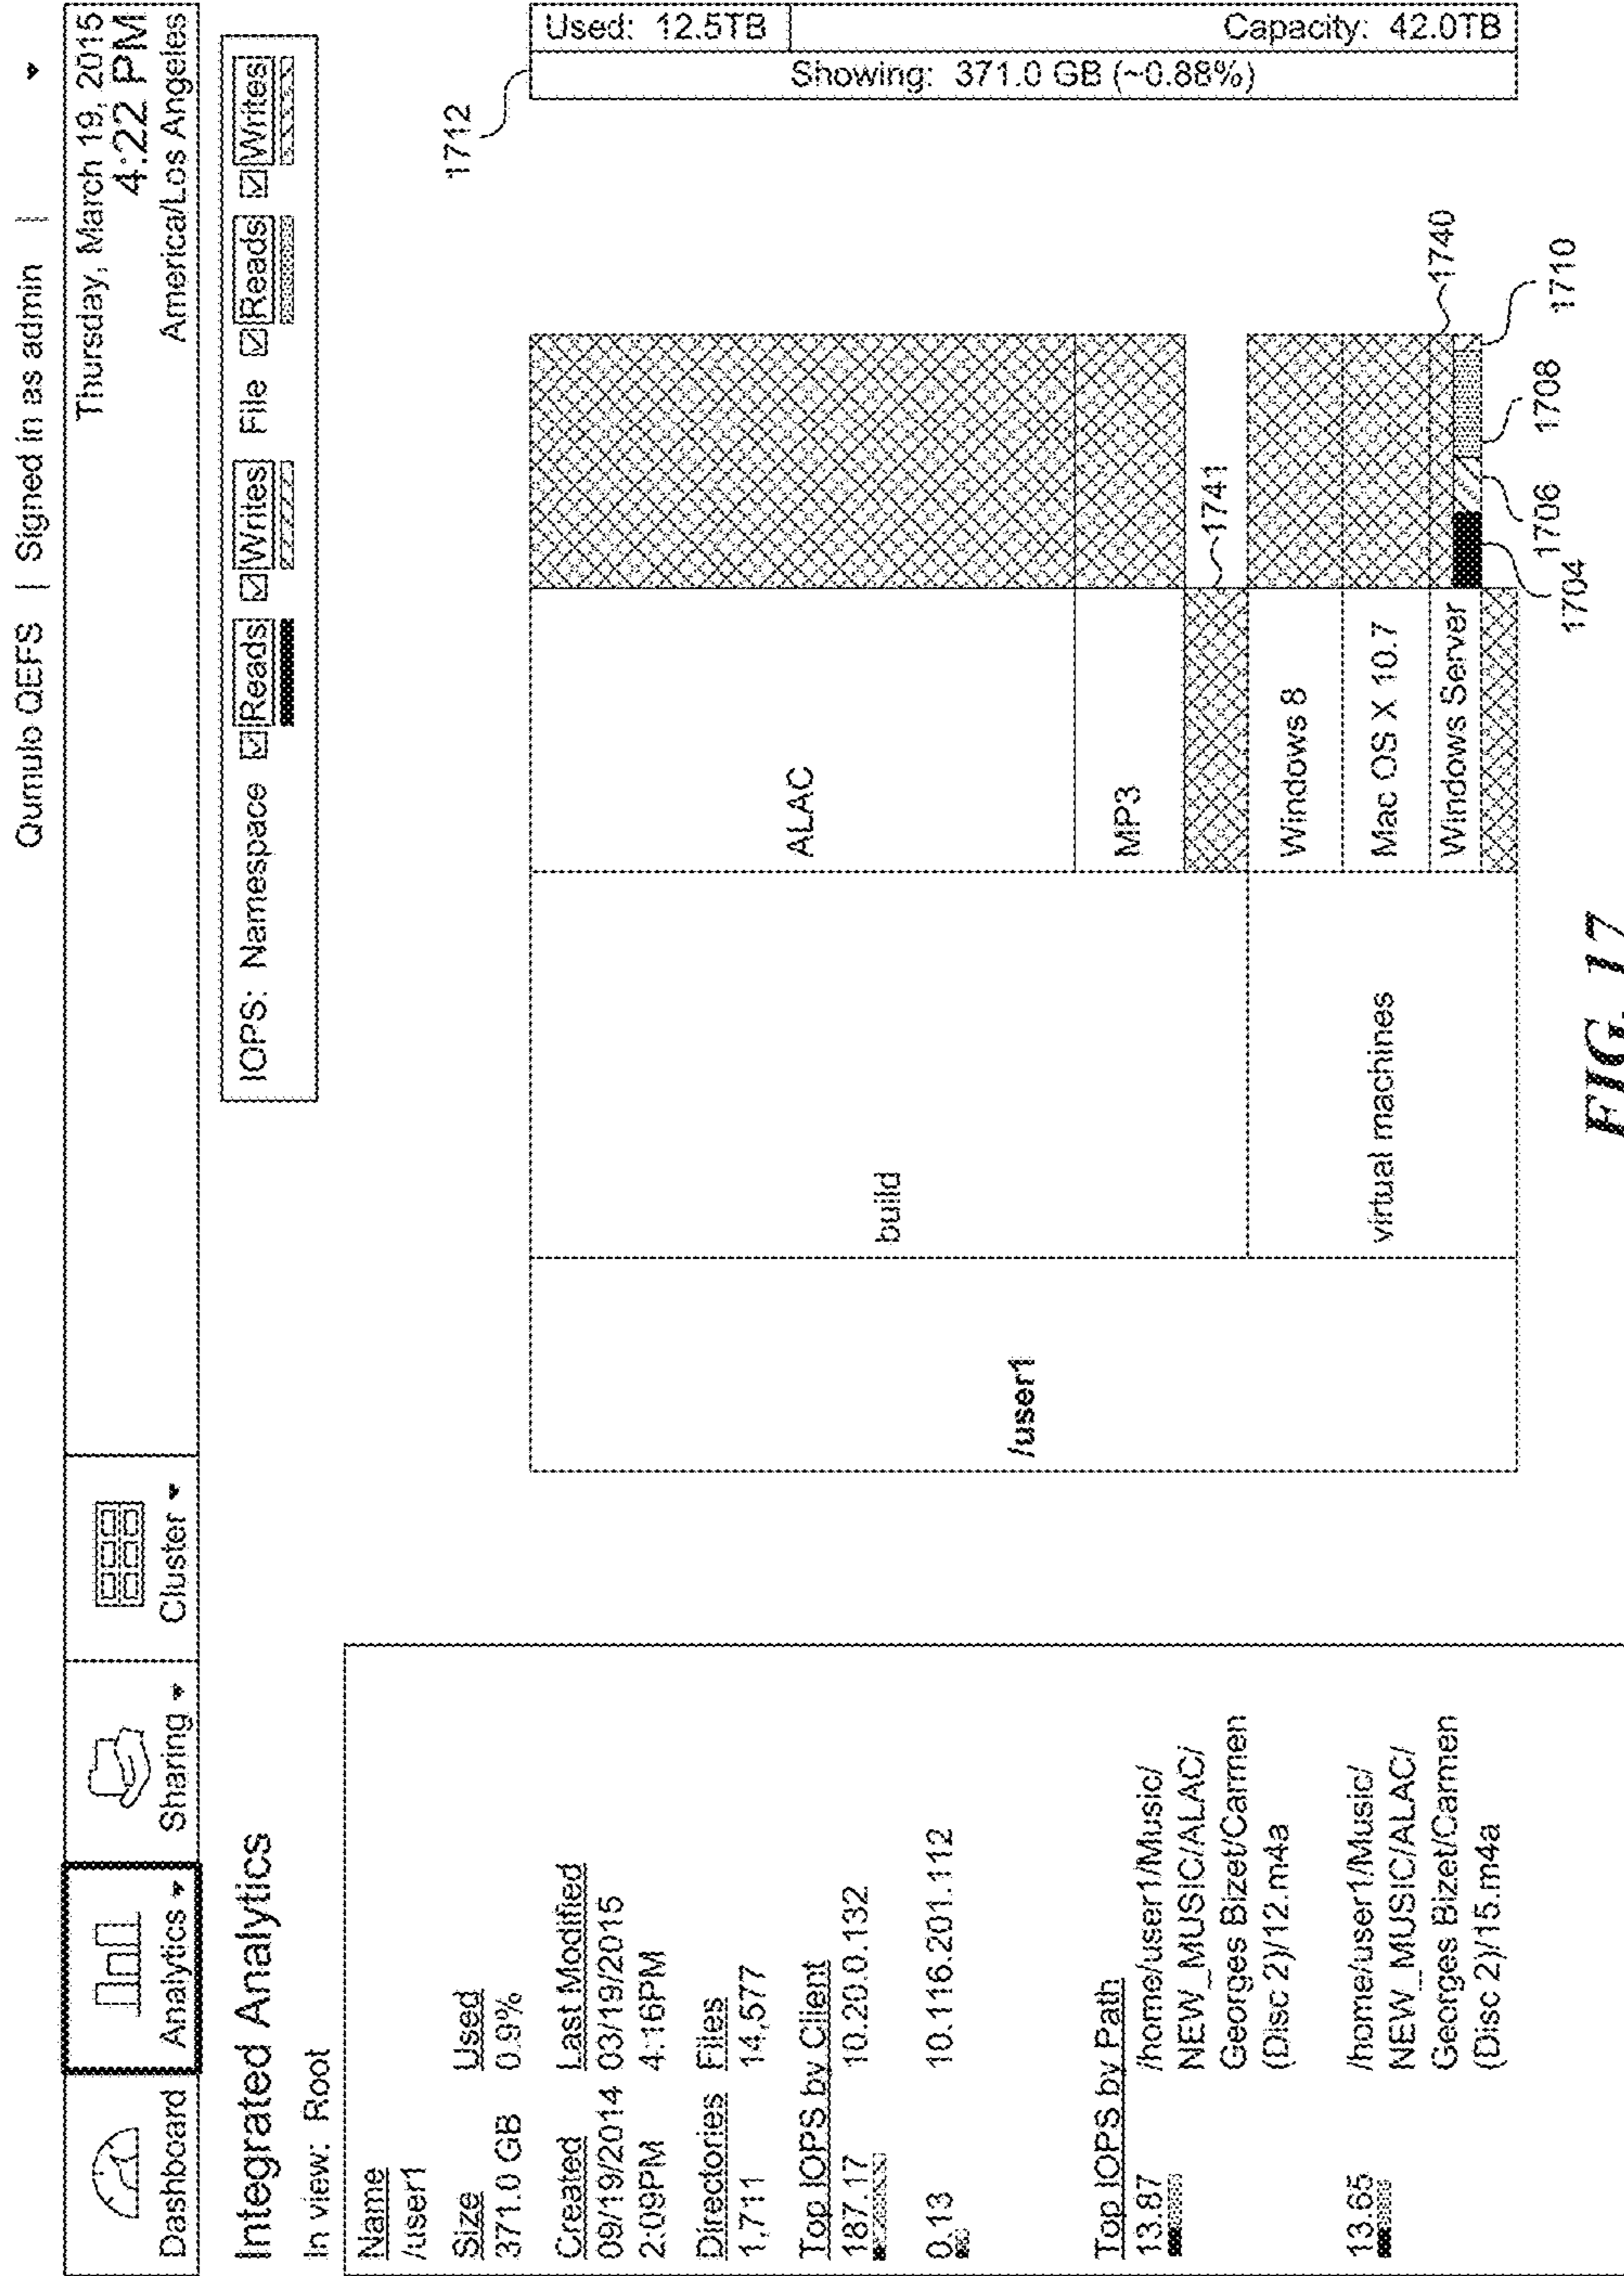 Qumulo QEFS | Signed in as admin |
Dashboard
Analytics
Sharing
Cluster
Thursday, March 19, 2015
4:22 PM
America/Los Angeles
Integrated Analytics
In view: Root
IOPS: Namespace Reads Writes File Reads Writes
Name
/user1
Size Used
371.0 GB 0.9%
Created Last Modified
09/19/2014 03/19/2015
2:09PM 4:16PM
Directories Files
1,711 14,577
Top IOPS by Client
187.17 10.20.0.132
0.13 10.116.201.112
Top IOPS by Path
13.87 /home/user1/Music/
NEW_MUSIC/ALAC/
Georges Bizet/Carmen
(Disc 2)/12.m4a
13.65 /home/user1/Music/
NEW_MUSIC/ALAC/
Georges Bizet/Carmen
(Disc 2)/15.m4a
/user1
build
virtual machines
ALAC
MP3
Windows 8
Mac OS X 10.7
Windows Server
1741
1740
1704
1706
1708
1710
1712
Used: 12.5TB
Capacity: 42.0TB
Showing: 371.0 GB (~0.88%)
FIG. 17